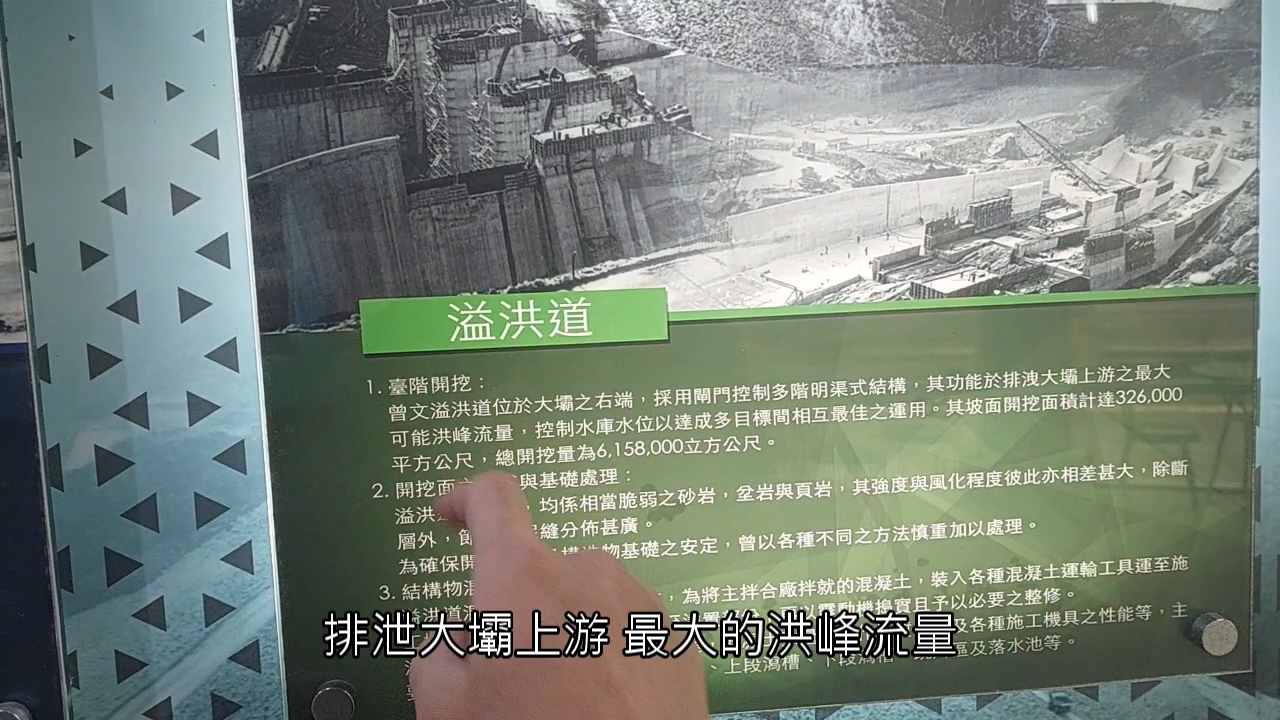 溢洪道
1. 臺階開挖：
曾文溢洪道位於大壩之右端，採用閘門控制多階明渠式結構，其功能於排洩大壩上游之最大
可能洪峰流量，控制水庫水位以達成多目標間相互最佳之運用。其坡面開挖面積計達326,000
平方公尺，總開挖量為6,158,000立方公尺。
2. 開挖面 與基礎處理：
溢洪 ，均係相當脆弱之砂岩，坌岩與頁岩，其強度與風化程度彼此亦相差甚大，除斷
層外，節 縫分佈甚廣。
為確保開 構造物基礎之安定，曾以各種不同之方法慎重加以處理。
3. 結構物混
溢洪道混 ，為將主拌合廠拌就的混凝土，裝入各種混凝土運輸工具運至施
以震動機搗實且予以必要之整修。
及各種施工機具之性能等，主
、上段瀉槽、下段瀉槽 區及落水池等。
排泄大壩上游 最大的洪峰流量